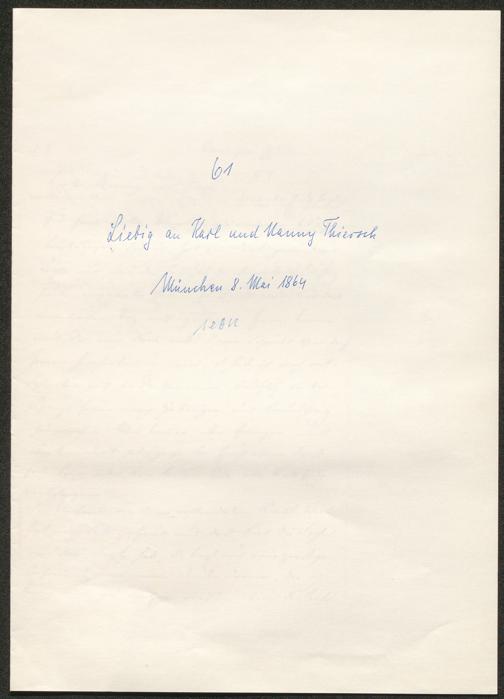 61
Liebig an Karl und Nanny Thiersch
München 8. Mai 1864